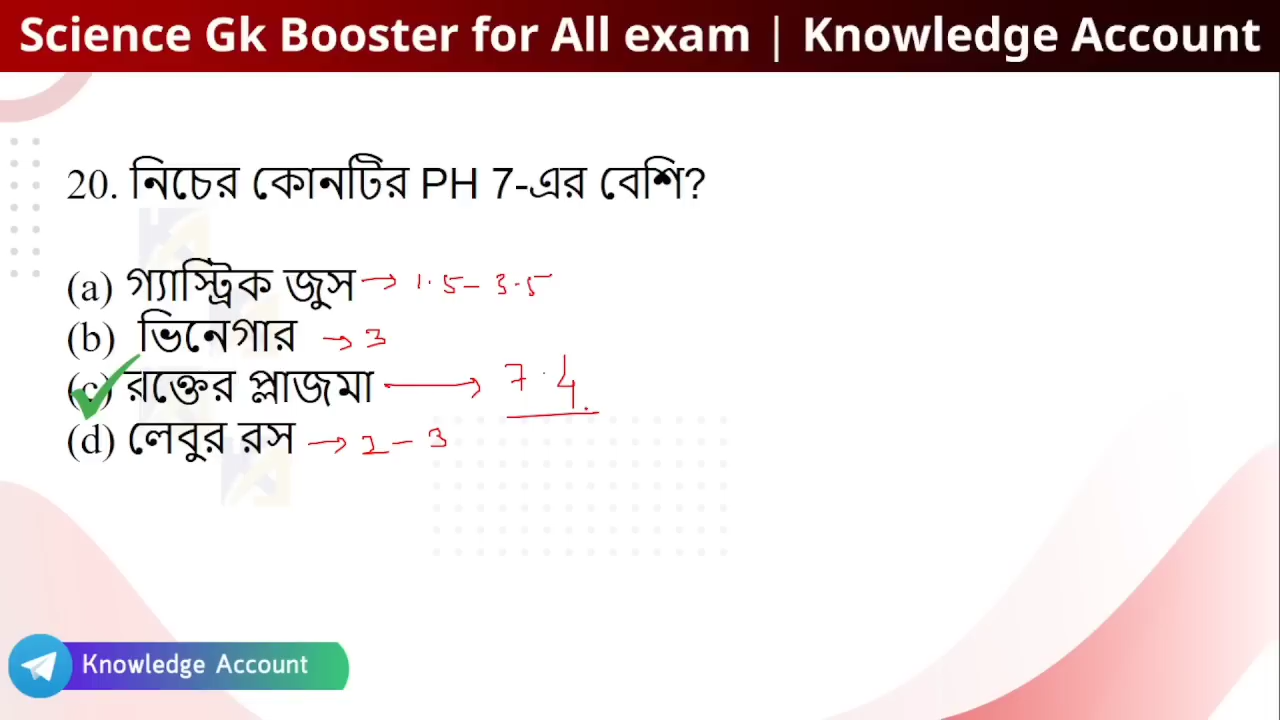 Science Gk Booster for All exam | Knowledge Account
20. নিচের কোনটির PH 7-এর বেশি?
(a) গ্যাস্ট্রিক জুস → 1.5 – 3.5
(b) ভিনেগার → 3
(c) রক্তের প্লাজমা → 7.4
(d) লেবুর রস → 2 – 3
Knowledge Account